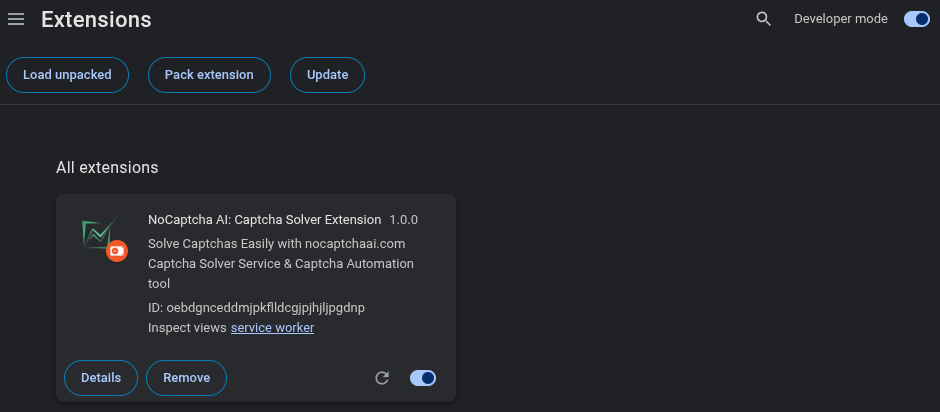 Extensions
Developer mode
Load unpacked
Pack extension
Update
All extensions
NoCaptcha AI: Captcha Solver Extension 1.0.0
Solve Captchas Easily with nocaptchaai.com
Captcha Solver Service & Captcha Automation
tool
ID: oebdgnceddmjpkflldcgjpjhjljpgdnp
Inspect views service worker
Details
Remove